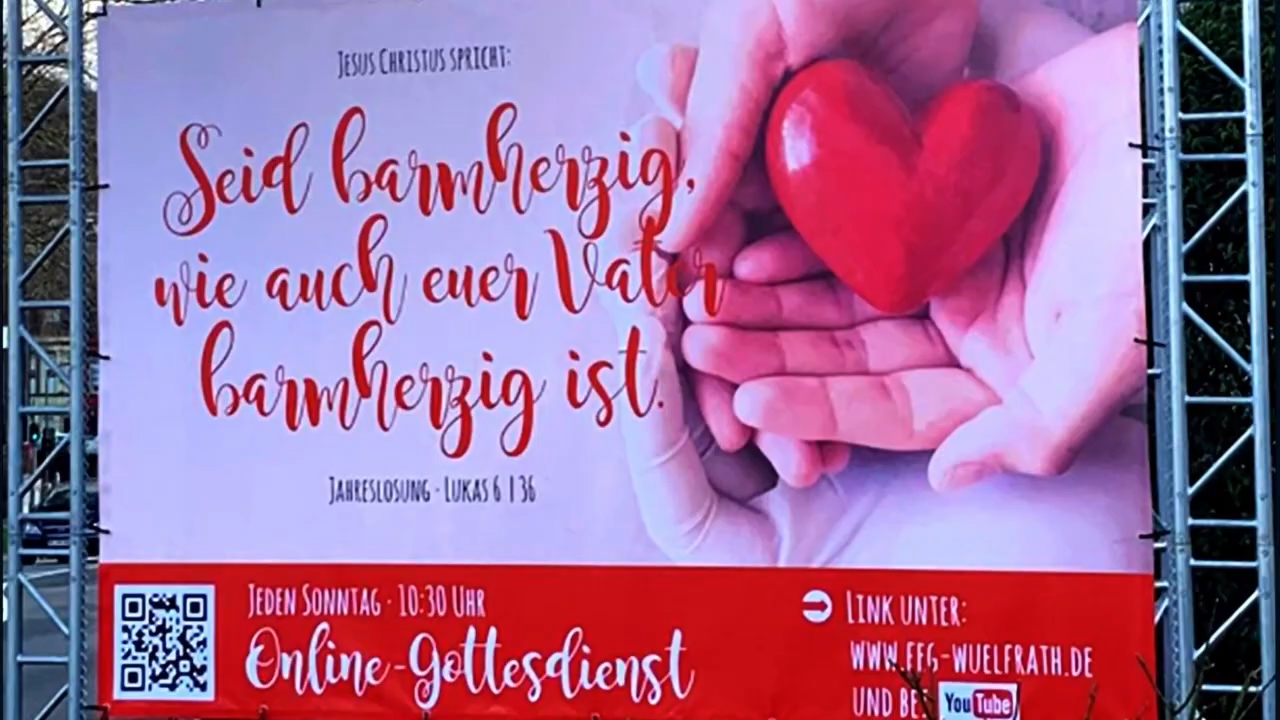 JESUS CHRISTUS SPRICHT:
Seid barmherzig,
wie auch euer Vater
barmherzig ist.
JAHRESLOSUNG · LUKAS 6 | 36
JEDEN SONNTAG · 10:30 UHR
Online-Gottesdienst
LINK UNTER:
WWW.EFG-WUELFRATH.DE
UND BEI YouTube